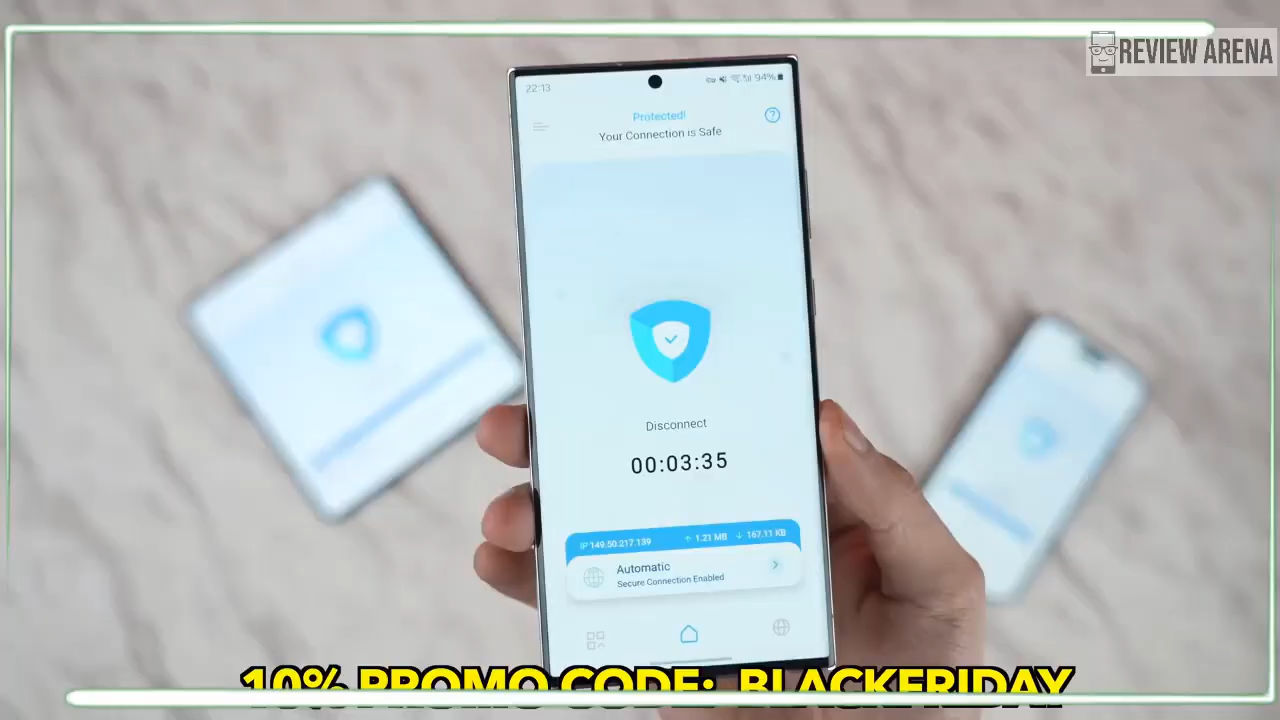 REVIEW ARENA
22:13
94%
Protected!
Your Connection is Safe
?
Disconnect
00:03:35
IP 149.50.217.139 ↑ 1.21 MB ↓ 167.11 KB
Automatic
Secure Connection Enabled
10% PROMO CODE: BLACKFRIDAY